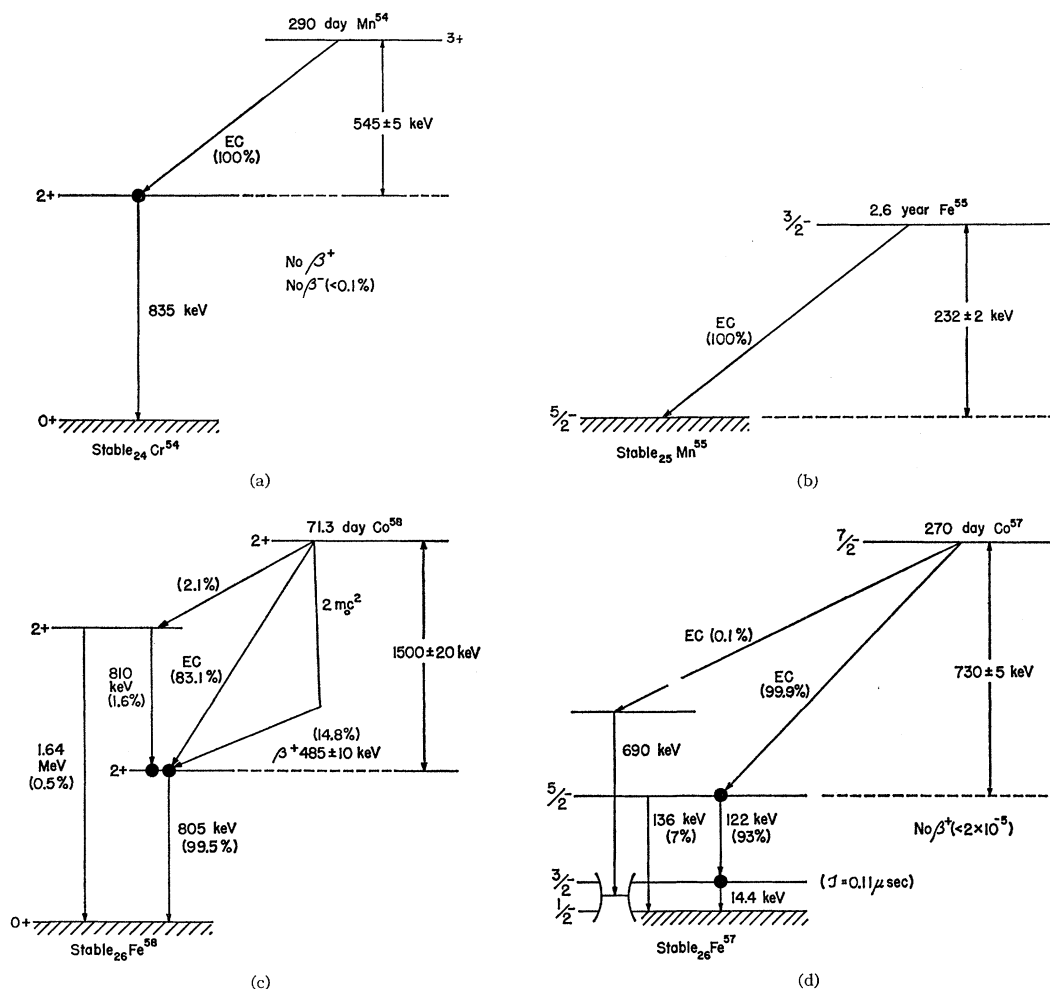 290 day Mn⁵⁴
3+
545 ± 5 keV
EC
(100%)
2+
No β⁺
No β⁻ (<0.1%)
835 keV
0+
Stable ₂₄Cr⁵⁴
(a)
2.6 year Fe⁵⁵
3/2-
232 ± 2 keV
EC
(100%)
5/2-
Stable ₂₅Mn⁵⁵
(b)
71.3 day Co⁵⁸
2+
(2.1%)
2 m₀c²
2+
1500 ± 20 keV
EC
(83.1%)
810
keV
(1.6%)
(14.8%)
β⁺ 485 ± 10 keV
1.64
MeV
(0.5%)
2+
805 keV
(99.5%)
0+
Stable ₂₆Fe⁵⁸
(c)
270 day Co⁵⁷
7/2-
EC (0.1%)
730 ± 5 keV
EC
(99.9%)
690 keV
5/2-
136 keV
(7%)
122 keV
(93%)
No β⁺ (<2×10⁻⁵)
3/2-
(J = 0.11 μ sec)
14.4 keV
1/2-
Stable ₂₆Fe⁵⁷
(d)